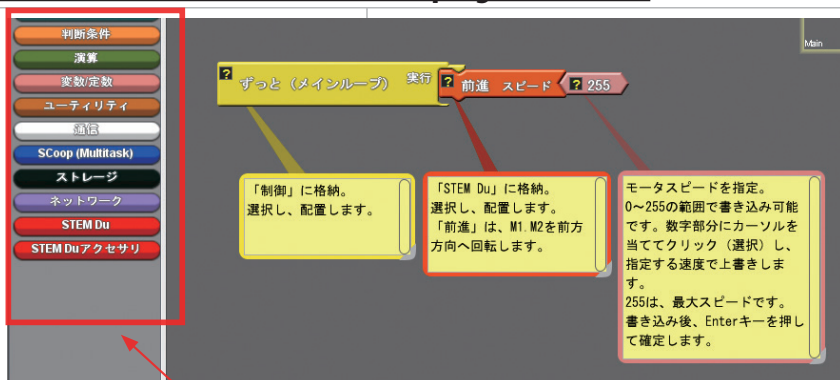 判断条件
演算
変数/定数
ユーティリティ
通信
SCoop (Multitask)
ストレージ
ネットワーク
STEM Du
STEM Duアクセサリ
Main
? ずっと（メインループ） 実行 ? 前進 スピード ? 255
「制御」に格納。
選択し、配置します。
「STEM Du」に格納。
選択し、配置します。
「前進」は、M1.M2を前方
方向へ回転します。
モータスピードを指定。
0～255の範囲で書き込み可能
です。数字部分にカーソルを
当ててクリック（選択）し、
指定する速度で上書きしま
す。
255は、最大スピードです。
書き込み後、Enterキーを押し
て確定します。